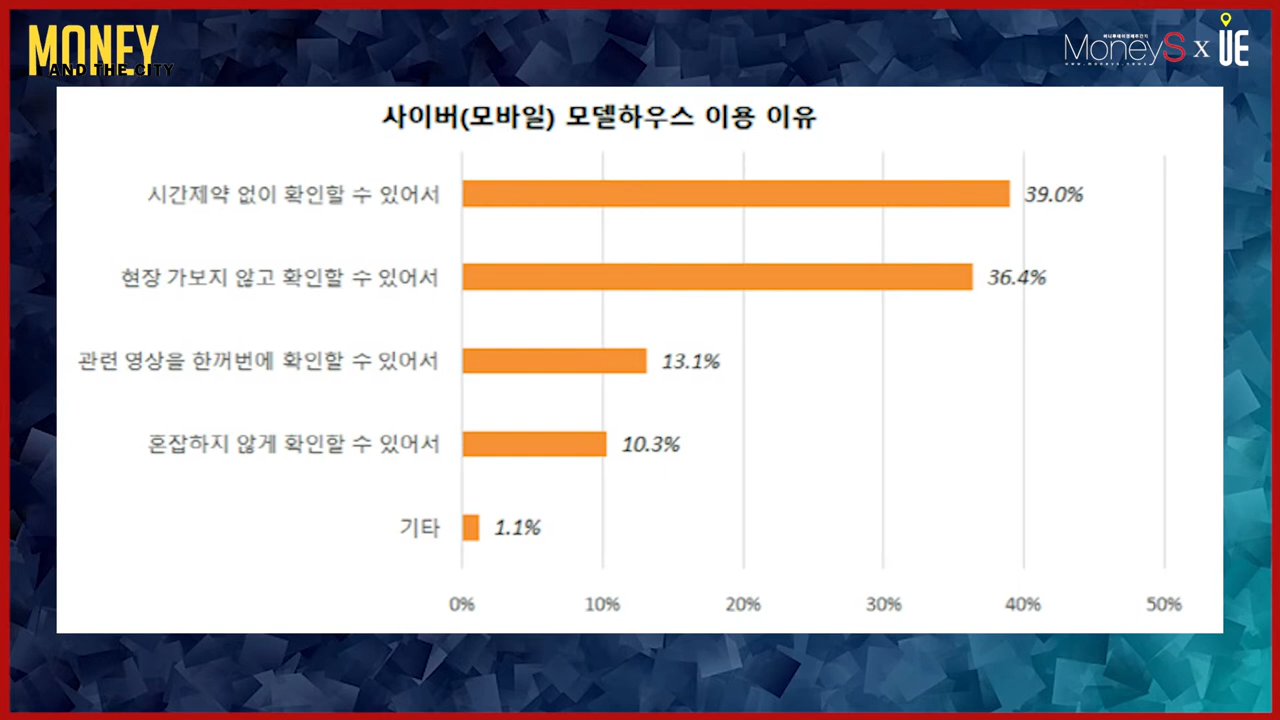 MONEY
AND THE CITY
MoneyS x UE
www.moneys.news
사이버(모바일) 모델하우스 이용 이유
시간제약 없이 확인할 수 있어서 39.0%
현장 가보지 않고 확인할 수 있어서 36.4%
관련 영상을 한꺼번에 확인할 수 있어서 13.1%
혼잡하지 않게 확인할 수 있어서 10.3%
기타 1.1%
0% 10% 20% 30% 40% 50%